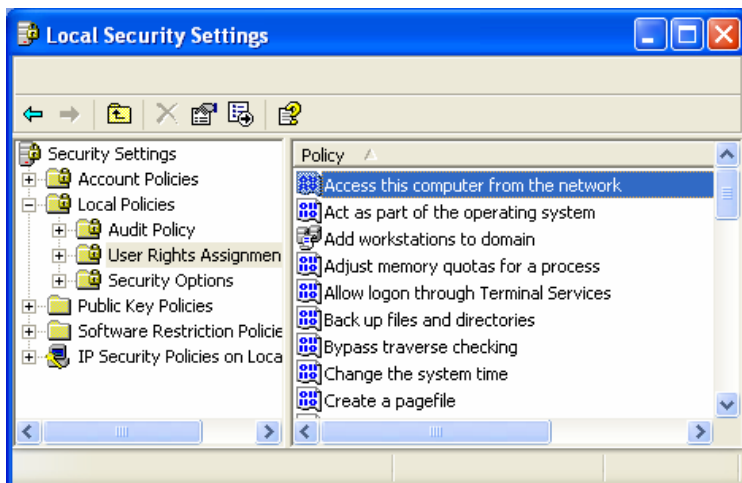 Local Security Settings
Security Settings
Account Policies
Local Policies
Audit Policy
User Rights Assignmen
Security Options
Public Key Policies
Software Restriction Policie
IP Security Policies on Loca
Policy
Access this computer from the network
Act as part of the operating system
Add workstations to domain
Adjust memory quotas for a process
Allow logon through Terminal Services
Back up files and directories
Bypass traverse checking
Change the system time
Create a pagefile